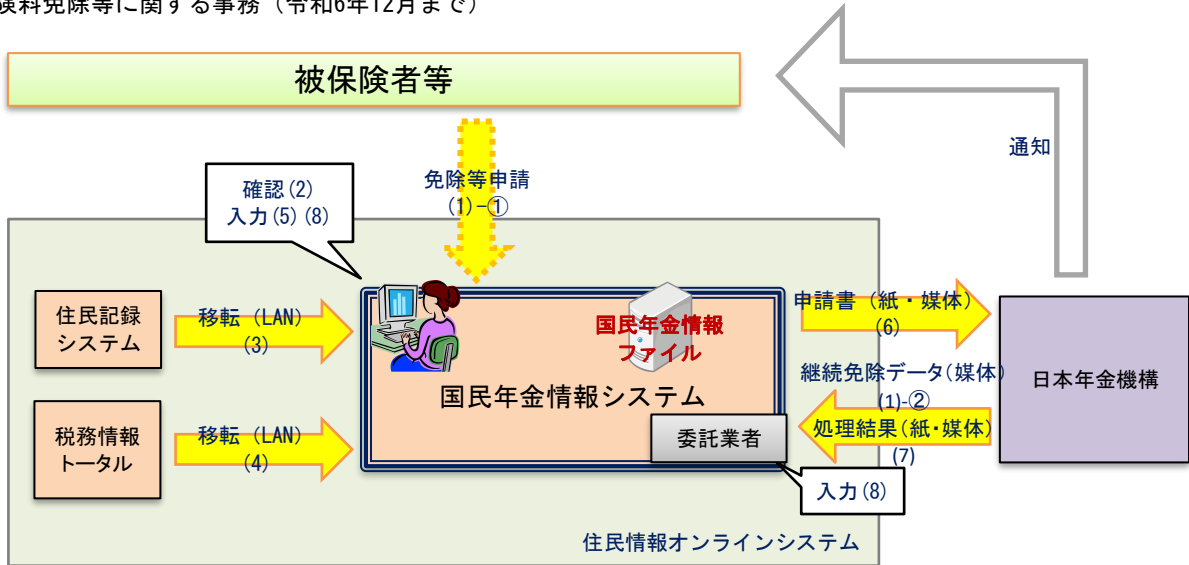 険料免除等に関する事務（令和6年12月まで）
被保険者等
通知
確認(2)
入力(5)(8)
免除等申請
(1)-①
住民記録
システム
移転（LAN）
(3)
国民年金情報
ファイル
申請書（紙・媒体）
(6)
国民年金情報システム
継続免除データ(媒体)
(1)-②
日本年金機構
税務情報
トータル
移転（LAN）
(4)
委託業者
処理結果(紙・媒体)
(7)
入力(8)
住民情報オンラインシステム